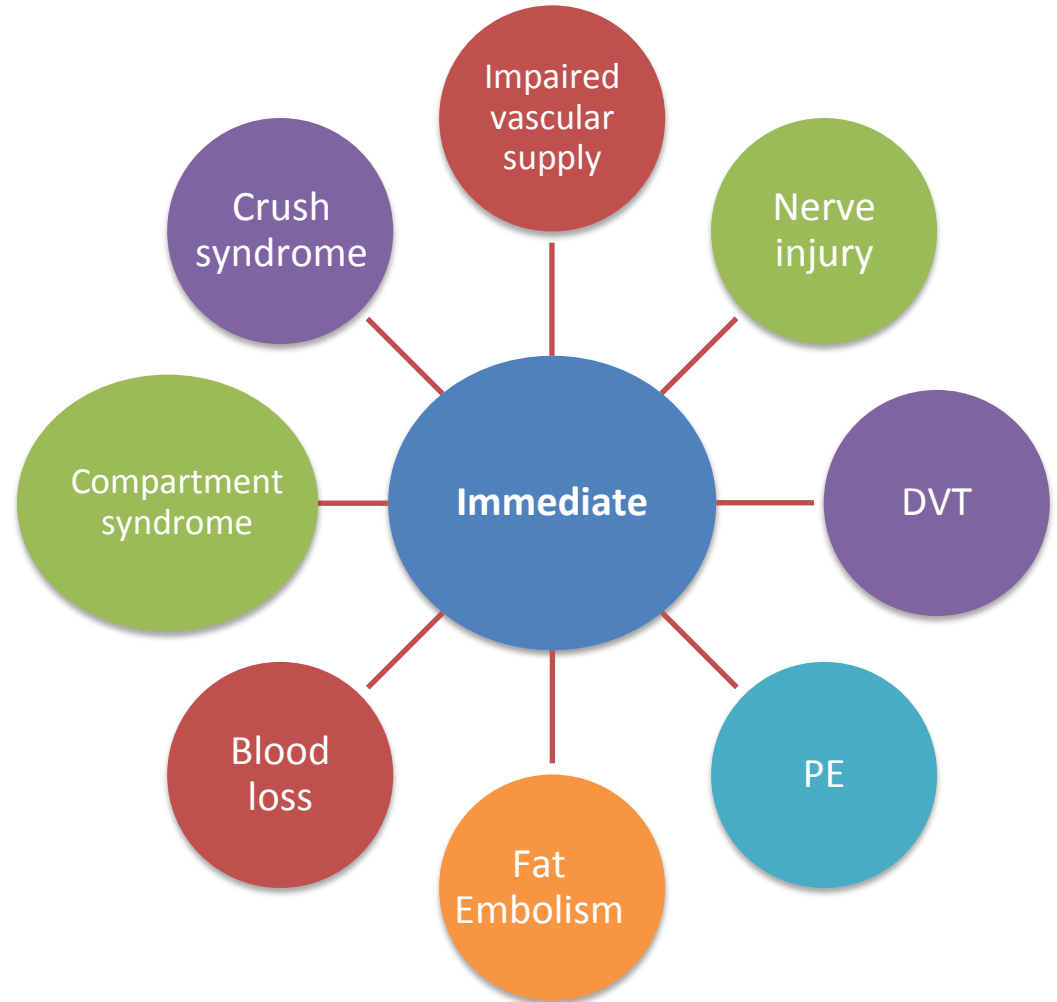 Impaired
vascular
supply
Nerve
injury
DVT
PE
Fat
Embolism
Blood
loss
Compartment
syndrome
Crush
syndrome
Immediate